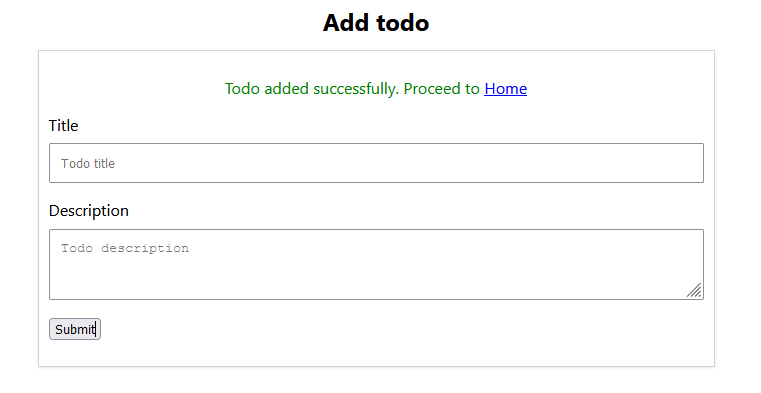 Add todo
Todo added successfully. Proceed to Home
Title
Todo title
Description
Todo description
Submit